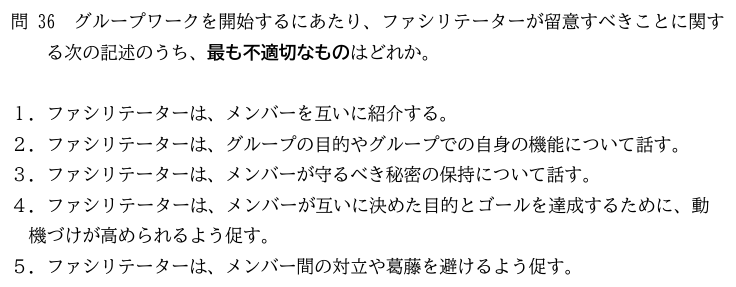 問 36　グループワークを開始するにあたり、ファシリテーターが留意すべきことに関す
る次の記述のうち、最も不適切なものはどれか。
１．ファシリテーターは、メンバーを互いに紹介する。
２．ファシリテーターは、グループの目的やグループでの自身の機能について話す。
３．ファシリテーターは、メンバーが守るべき秘密の保持について話す。
４．ファシリテーターは、メンバーが互いに決めた目的とゴールを達成するために、動
機づけが高められるよう促す。
５．ファシリテーターは、メンバー間の対立や葛藤を避けるよう促す。